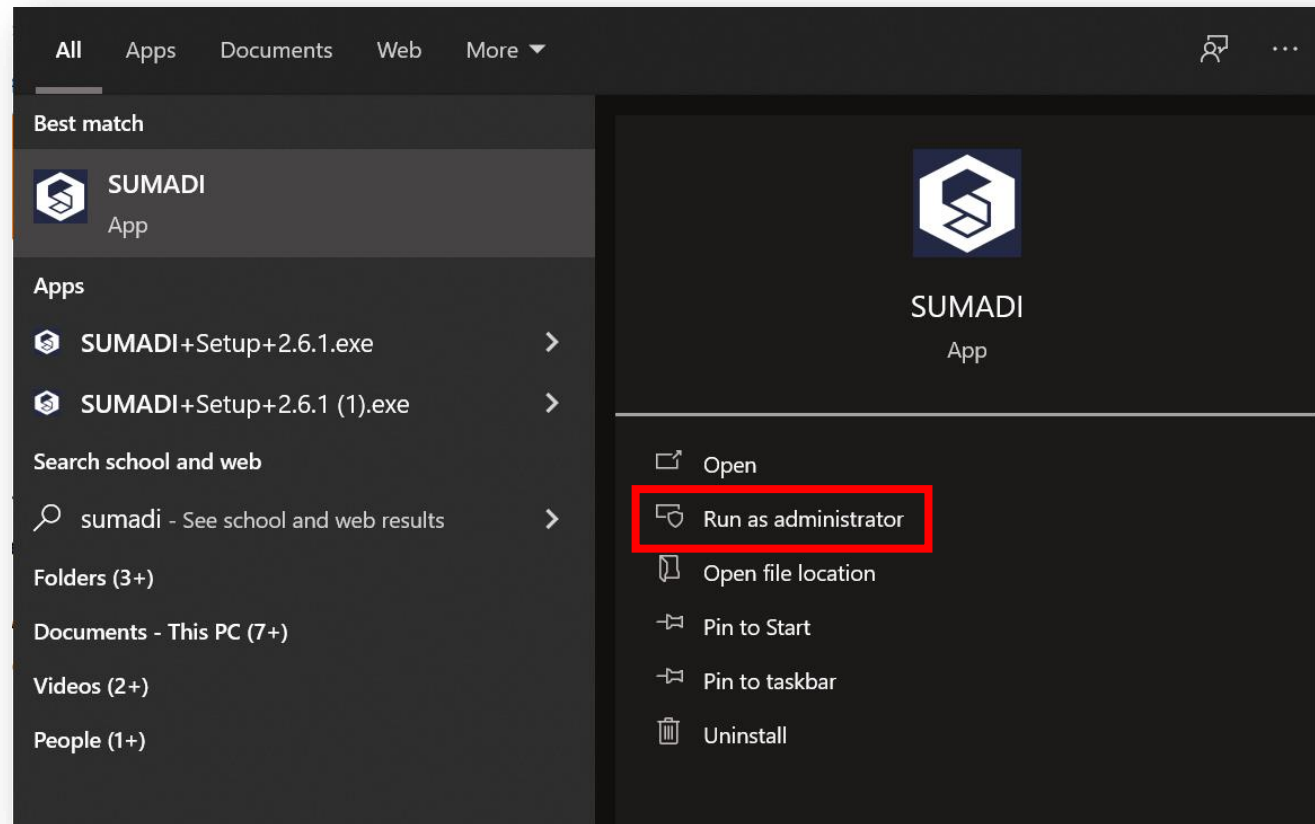 All Apps Documents Web More
Best match
SUMADI
App
Apps
SUMADI+Setup+2.6.1.exe
SUMADI+Setup+2.6.1 (1).exe
Search school and web
sumadi - See school and web results
Folders (3+)
Documents - This PC (7+)
Videos (2+)
People (1+)
SUMADI
App
Open
Run as administrator
Open file location
Pin to Start
Pin to taskbar
Uninstall